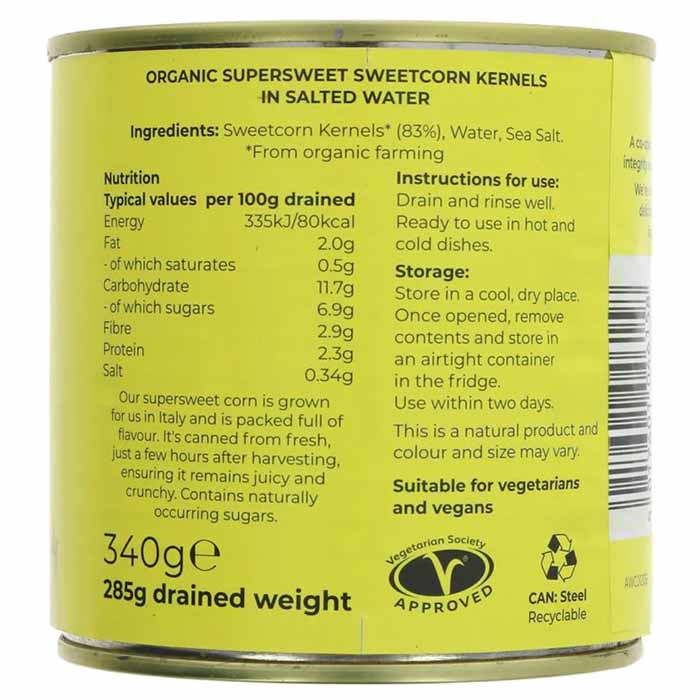 ORGANIC SUPERSWEET SWEETCORN KERNELS
IN SALTED WATER
Ingredients: Sweetcorn Kernels* (83%), Water, Sea Salt.
*From organic farming
Nutrition
Typical values per 100g drained
Energy 335kJ/80kcal
Fat 2.0g
- of which saturates 0.5g
Carbohydrate 11.7g
- of which sugars 6.9g
Fibre 2.9g
Protein 2.3g
Salt 0.34g
Our supersweet corn is grown
for us in Italy and is packed full of
flavour. It's canned from fresh,
just a few hours after harvesting,
ensuring it remains juicy and
crunchy. Contains naturally
occurring sugars.
340g℮
285g drained weight
Instructions for use:
Drain and rinse well.
Ready to use in hot and
cold dishes.
Storage:
Store in a cool, dry place.
Once opened, remove
contents and store in
an airtight container
in the fridge.
Use within two days.
This is a natural product and
colour and size may vary.
Suitable for vegetarians
and vegans
Vegetarian Society
V
APPROVED
CAN: Steel
Recyclable
A
integrity
We're